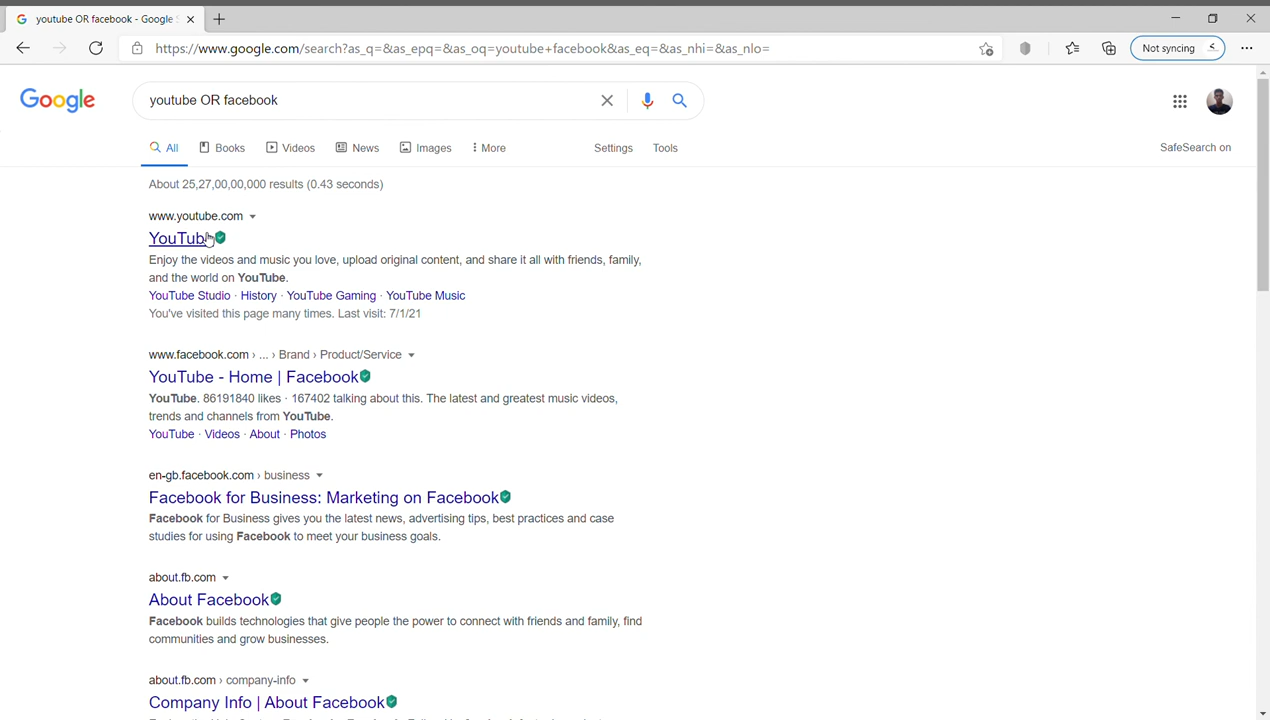 youtube OR facebook - Google
https://www.google.com/search?as_q=&as_epq=&as_oq=youtube+facebook&as_eq=&as_nhi=&as_nlo=
Not syncing
Google
youtube OR facebook
All Books Videos News Images More Settings Tools SafeSearch on
About 25,27,00,00,000 results (0.43 seconds)
www.youtube.com
YouTube
Enjoy the videos and music you love, upload original content, and share it all with friends, family,
and the world on YouTube.
YouTube Studio · History · YouTube Gaming · YouTube Music
You've visited this page many times. Last visit: 7/1/21
www.facebook.com › ... › Brand › Product/Service
YouTube - Home | Facebook
YouTube. 86191840 likes · 167402 talking about this. The latest and greatest music videos,
trends and channels from YouTube.
YouTube · Videos · About · Photos
en-gb.facebook.com › business
Facebook for Business: Marketing on Facebook
Facebook for Business gives you the latest news, advertising tips, best practices and case
studies for using Facebook to meet your business goals.
about.fb.com
About Facebook
Facebook builds technologies that give people the power to connect with friends and family, find
communities and grow businesses.
about.fb.com › company-info
Company Info | About Facebook